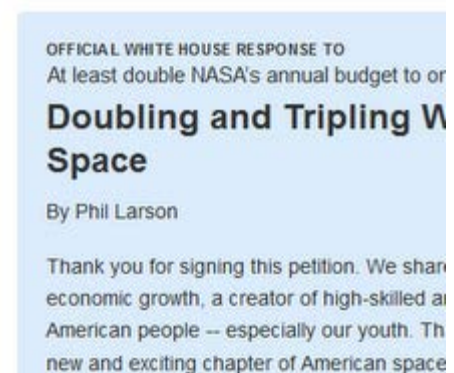 OFFICIAL WHITE HOUSE RESPONSE TO
At least double NASA's annual budget to or
Doubling and Tripling W
Space
By Phil Larson
Thank you for signing this petition. We share
economic growth, a creator of high-skilled a
American people -- especially our youth. Th
new and exciting chapter of American space